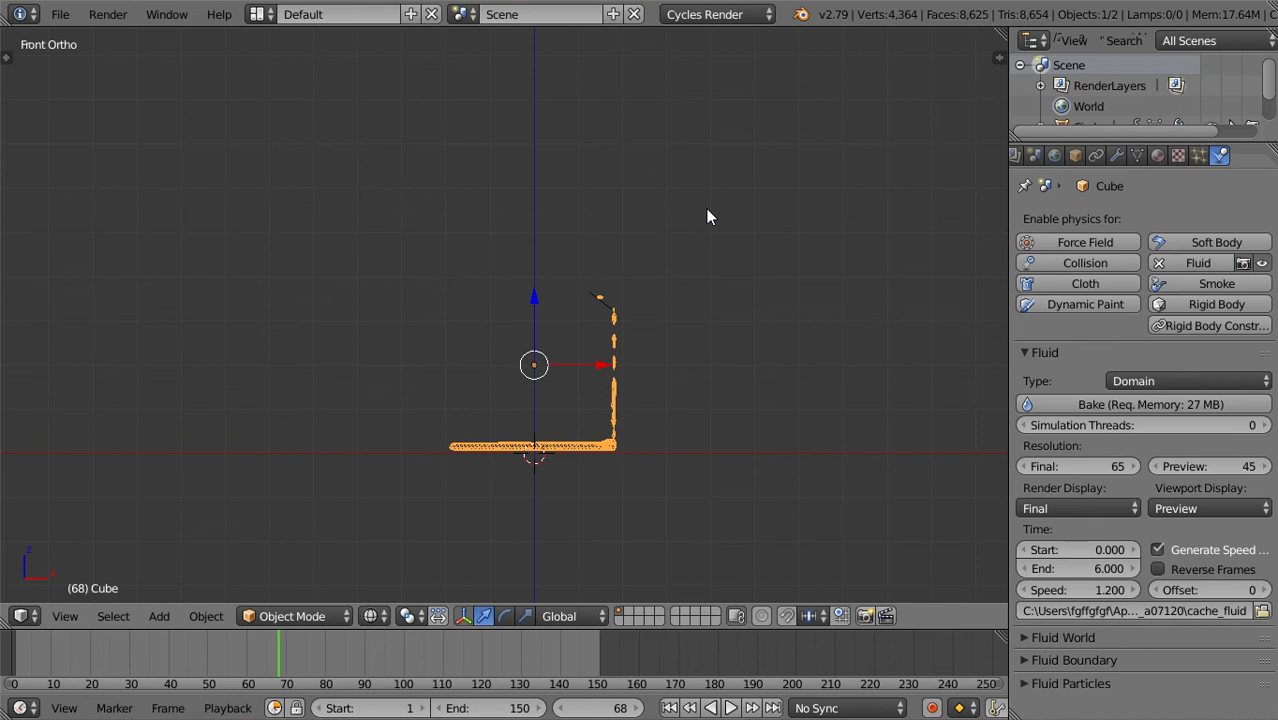 File Render Window Help Default Scene Cycles Render v2.79 | Verts:4,364 | Faces:8,625 | Tris:8,654 | Objects:1/2 | Lamps:0/0 | Mem:17.64M |
Front Ortho
View Search All Scenes
Scene
RenderLayers |
World
Cube
Enable physics for:
Force Field Soft Body
Collision Fluid
Cloth Smoke
Dynamic Paint Rigid Body
Rigid Body Constr...
Fluid
Type: Domain
Bake (Req. Memory: 27 MB)
Simulation Threads: 0
Resolution:
Final: 65 Preview: 45
Render Display: Viewport Display:
Final Preview
Time:
Start: 0.000 Generate Speed ...
End: 6.000 Reverse Frames
Speed: 1.200 Offset: 0
C:\Users\fgffgfgf\Ap..._a07120\cache_fluid
Fluid World
Fluid Boundary
Fluid Particles
z
(68) Cube
View Select Add Object Object Mode Global
0 10 20 30 40 50 60 70 80 90 100 110 120 130 140 150 160 170 180 190 200 210 220 230 240 250
View Marker Frame Playback Start: 1 End: 150 68 No Sync